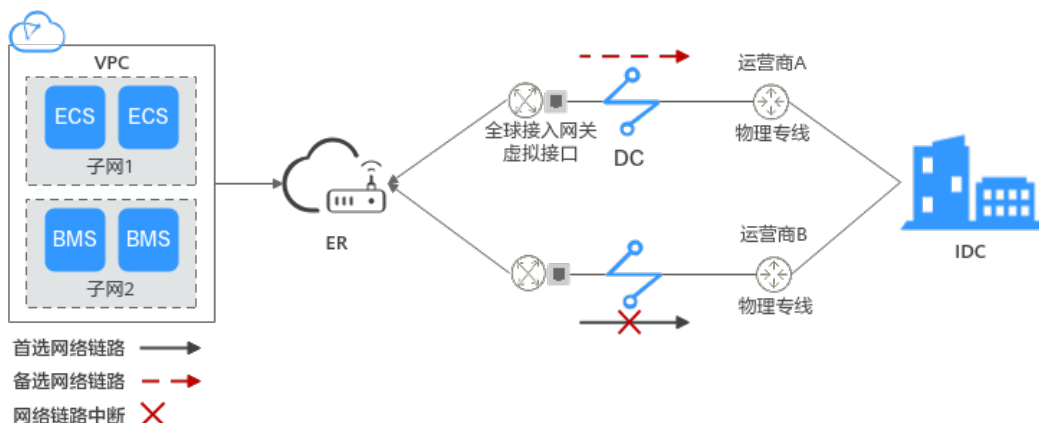 VPC
ECS
ECS
子网1
BMS
BMS
子网2
ER
全球接入网关
虚拟接口
DC
运营商A
物理专线
运营商B
物理专线
IDC
首选网络链路
备选网络链路
网络链路中断